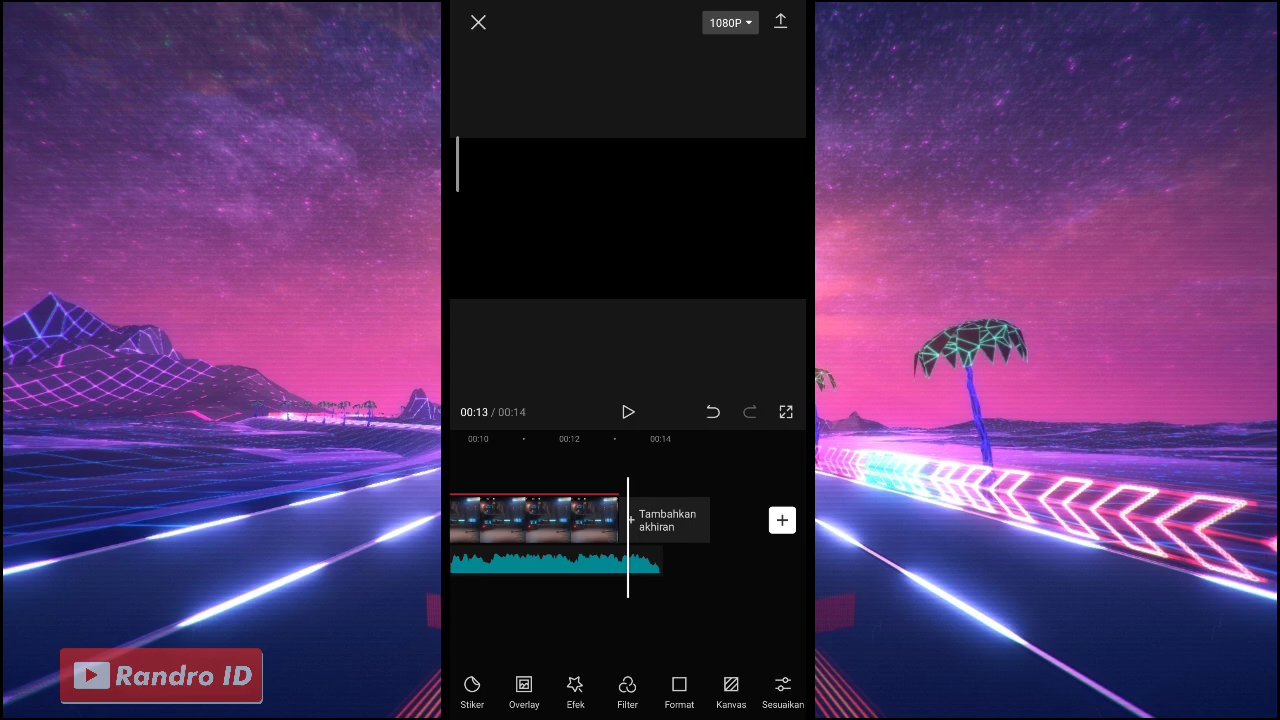 1080P
00:13 / 00:14
00:10
00:12
00:14
Tambahkan
akhiran
Stiker
Overlay
Efek
Filter
Format
Kanvas
Sesuaikan
Randro ID